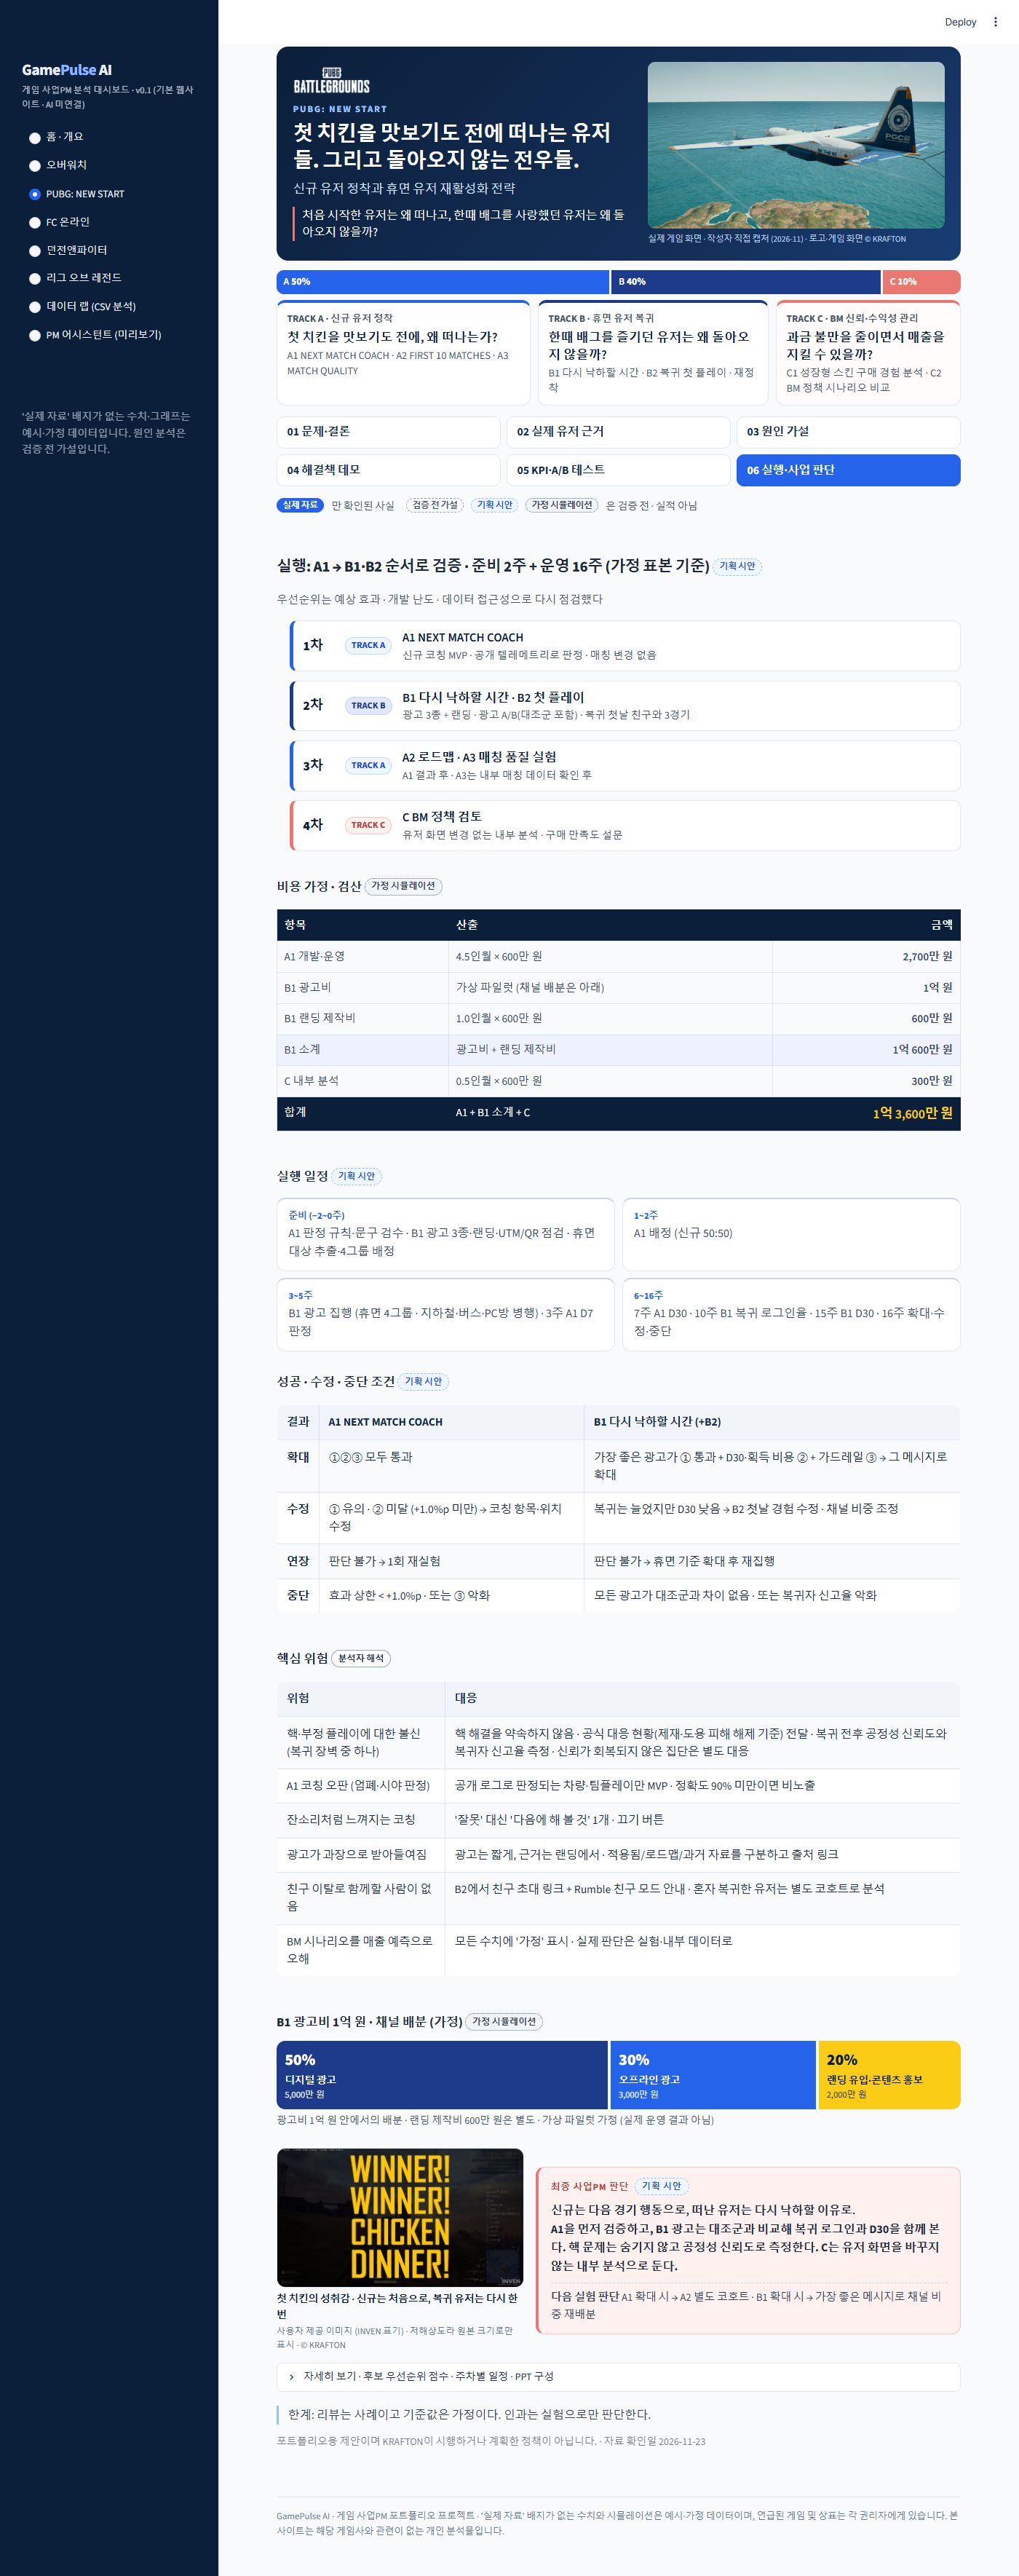 Deploy
GamePulse AI
게임 사업PM 분석 대시보드 · v0.1 (기본 웹사
이트 · AI 미연결)
홈 · 개요
오버워치
PUBG: NEW START
FC 온라인
던전앤파이터
리그 오브 레전드
데이터 랩 (CSV 분석)
PM 어시스턴트 (미리보기)
'실제 자료' 배지가 없는 수치·그래프는
예시·가정 데이터입니다. 원인 분석은
검증 전 가설입니다.
PUBG
BATTLEGROUNDS
PUBG: NEW START
첫 치킨을 맛보기도 전에 떠나는 유저
들. 그리고 돌아오지 않는 전우들.
신규 유저 정착과 휴면 유저 재활성화 전략
처음 시작한 유저는 왜 떠나고, 한때 배그를 사랑했던 유저는 왜 돌
아오지 않을까?
PGCE
실제 게임 화면 · 작성자 직접 캡처 (2026-11) · 로고·게임 화면 © KRAFTON
A 50%
B 40%
C 10%
TRACK A · 신규 유저 정착
첫 치킨을 맛보기도 전에, 왜 떠나는가?
A1 NEXT MATCH COACH · A2 FIRST 10 MATCHES · A3
MATCH QUALITY
TRACK B · 휴면 유저 복귀
한때 배그를 즐기던 유저는 왜 돌아오
지 않을까?
B1 다시 낙하할 시간 · B2 복귀 첫 플레이 · 재정
착
TRACK C · BM 신뢰·수익성 관리
과금 불만을 줄이면서 매출을
지킬 수 있을까?
C1 성장형 스킨 구매 경험 분석 · C2
BM 정책 시나리오 비교
01 문제·결론
02 실제 유저 근거
03 원인 가설
04 해결책 데모
05 KPI·A/B 테스트
06 실행·사업 판단
실제 자료 만 확인된 사실 검증 전 가설 기획 시안 가정 시뮬레이션 은 검증 전 · 실적 아님
실행: A1 → B1·B2 순서로 검증 · 준비 2주 + 운영 16주 (가정 표본 기준) 기획 시안
우선순위는 예상 효과 · 개발 난도 · 데이터 접근성으로 다시 점검했다
1차
TRACK A
A1 NEXT MATCH COACH
신규 코칭 MVP · 공개 텔레메트리로 판정 · 매칭 변경 없음
2차
TRACK B
B1 다시 낙하할 시간 · B2 첫 플레이
광고 3종 + 랜딩 · 광고 A/B(대조군 포함) · 복귀 첫날 친구와 3경기
3차
TRACK A
A2 로드맵 · A3 매칭 품질 실험
A1 결과 후 · A3는 내부 매칭 데이터 확인 후
4차
TRACK C
C BM 정책 검토
유저 화면 변경 없는 내부 분석 · 구매 만족도 설문
비용 가정 · 검산 가정 시뮬레이션
항목 산출 금액
A1 개발·운영 4.5인월 × 600만 원 2,700만 원
B1 광고비 가상 파일럿 (채널 배분은 아래) 1억 원
B1 랜딩 제작비 1.0인월 × 600만 원 600만 원
B1 소계 광고비 + 랜딩 제작비 1억 600만 원
C 내부 분석 0.5인월 × 600만 원 300만 원
합계 A1 + B1 소계 + C 1억 3,600만 원
실행 일정 기획 시안
준비 (−2~0주)
A1 판정 규칙·문구 검수 · B1 광고 3종·랜딩·UTM/QR 점검 · 휴면
대상 추출·4그룹 배정
1~2주
A1 배정 (신규 50:50)
3~5주
B1 광고 집행 (휴면 4그룹 · 지하철·버스·PC방 병행) · 3주 A1 D7
판정
6~16주
7주 A1 D30 · 10주 B1 복귀 로그인율 · 15주 B1 D30 · 16주 확대·수
정·중단
성공 · 수정 · 중단 조건 기획 시안
결과 A1 NEXT MATCH COACH B1 다시 낙하할 시간 (+B2)
확대 ①②③ 모두 통과 가장 좋은 광고가 ① 통과 + D30·획득 비용 ② + 가드레일 ③ → 그 메시지로
확대
수정 ① 유의 · ② 미달 (+1.0%p 미만) → 코칭 항목·위치
수정
복귀는 늘었지만 D30 낮음 → B2 첫날 경험 수정 · 채널 비중 조정
연장 판단 불가 → 1회 재실험 판단 불가 → 휴면 기준 확대 후 재집행
중단 효과 상한 < +1.0%p · 또는 ③ 악화 모든 광고가 대조군과 차이 없음 · 또는 복귀자 신고율 악화
핵심 위험 분석자 해석
위험 대응
핵·부정 플레이에 대한 불신
(복귀 장벽 중 하나)
핵 해결을 약속하지 않음 · 공식 대응 현황(제재·도용 피해 해제 기준) 전달 · 복귀 전후 공정성 신뢰도와
복귀자 신고율 측정 · 신뢰가 회복되지 않은 집단은 별도 대응
A1 코칭 오판 (엄폐·시야 판정) 공개 로그로 판정되는 차량·팀플레이만 MVP · 정확도 90% 미만이면 비노출
잔소리처럼 느껴지는 코칭 '잘못' 대신 '다음에 해 볼 것' 1개 · 끄기 버튼
광고가 과장으로 받아들여짐 광고는 짧게, 근거는 랜딩에서 · 적용됨/로드맵/과거 자료를 구분하고 출처 링크
친구 이탈로 함께할 사람이 없
음
B2에서 친구 초대 링크 + Rumble 친구 모드 안내 · 혼자 복귀한 유저는 별도 코호트로 분석
BM 시나리오를 매출 예측으로
오해
모든 수치에 '가정' 표시 · 실제 판단은 실험·내부 데이터로
B1 광고비 1억 원 · 채널 배분 (가정) 가정 시뮬레이션
50%
디지털 광고
5,000만 원
30%
오프라인 광고
3,000만 원
20%
랜딩 유입·콘텐츠 홍보
2,000만 원
광고비 1억 원 안에서의 배분 · 랜딩 제작비 600만 원은 별도 · 가상 파일럿 가정 (실제 운영 결과 아님)
WINNER!
WINNER!
CHICKEN
DINNER!
INVEN
첫 치킨의 성취감 · 신규는 처음으로, 복귀 유저는 다시 한
번
사용자 제공 이미지 (INVEN 표기) · 저해상도라 원본 크기로만
표시 · © KRAFTON
최종 사업PM 판단 기획 시안
신규는 다음 경기 행동으로, 떠난 유저는 다시 낙하할 이유로.
A1을 먼저 검증하고, B1 광고는 대조군과 비교해 복귀 로그인과 D30을 함께 본
다. 핵 문제는 숨기지 않고 공정성 신뢰도로 측정한다. C는 유저 화면을 바꾸지
않는 내부 분석으로 둔다.
다음 실험 판단 A1 확대 시 → A2 별도 코호트 · B1 확대 시 → 가장 좋은 메시지로 채널 비
중 재배분
자세히 보기 · 후보 우선순위 점수 · 주차별 일정 · PPT 구성
한계: 리뷰는 사례이고 기준값은 가정이다. 인과는 실험으로만 판단한다.
포트폴리오용 제안이며 KRAFTON이 시행하거나 계획한 정책이 아닙니다. · 자료 확인일 2026-11-23
GamePulse AI · 게임 사업PM 포트폴리오 프로젝트 · '실제 자료' 배지가 없는 수치와 시뮬레이션은 예시·가정 데이터이며, 언급된 게임 및 상표는 각 권리자에게 있습니다. 본
사이트는 해당 게임사와 관련이 없는 개인 분석물입니다.